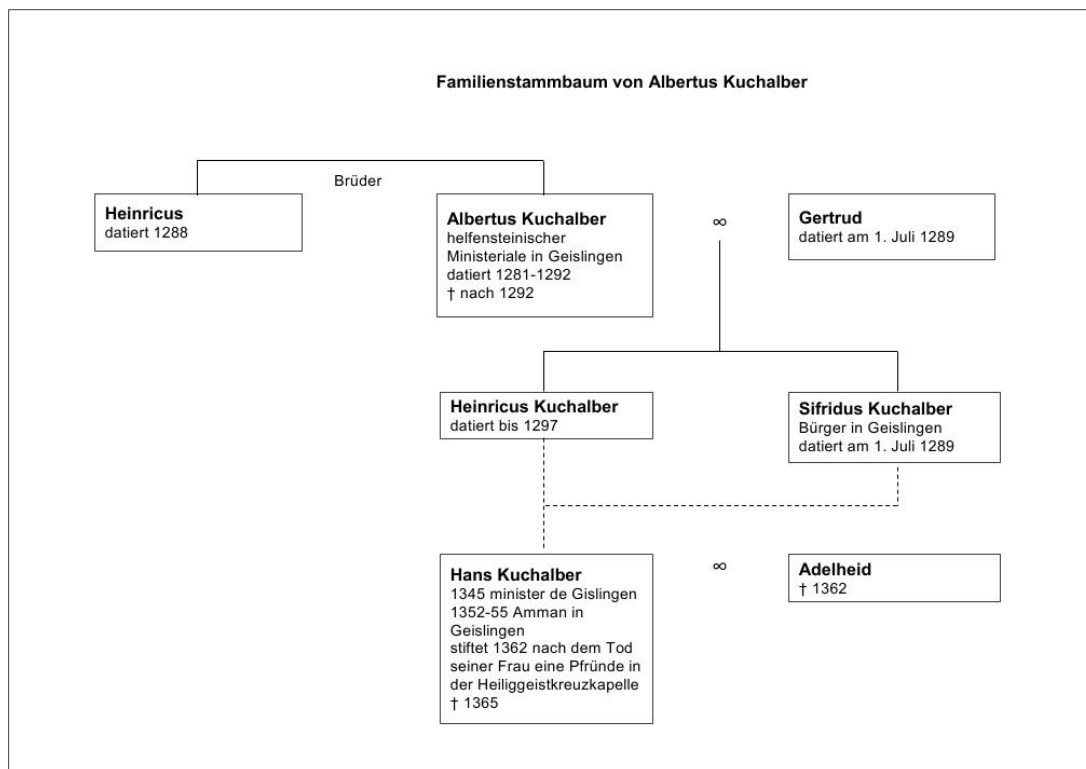 Familienstammbaum von Albertus Kuchalber
Brüder
Heinricus
datiert 1288
Albertus Kuchalber
helfensteinischer
Ministeriale in Geislingen
datiert 1281-1292
† nach 1292
∞
Gertrud
datiert am 1. Juli 1289
Heinricus Kuchalber
datiert bis 1297
Sifridus Kuchalber
Bürger in Geislingen
datiert am 1. Juli 1289
Hans Kuchalber
1345 minister de Gislingen
1352-55 Amman in
Geislingen
stiftet 1362 nach dem Tod
seiner Frau eine Pfründe in
der Heiliggeistkreuzkapelle
† 1365
∞
Adelheid
† 1362